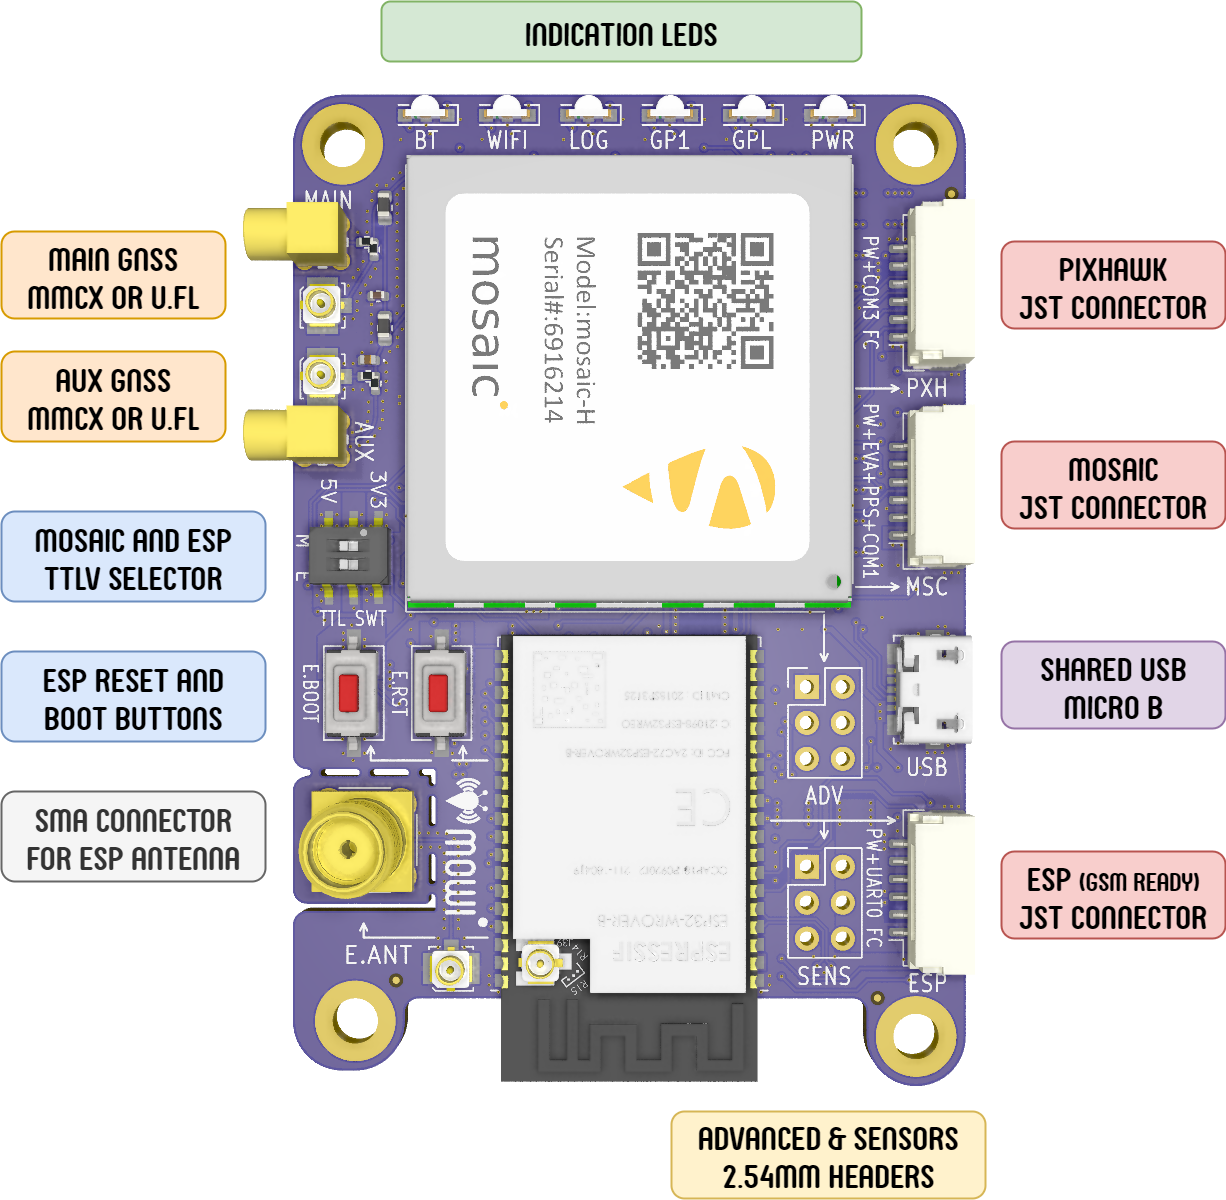 INDICATION LEDS
BT
WIFI
LOG
GP1
GPL
PWR
MAIN
MAIN GNSS
MMCX OR U.FL
AUX GNSS
MMCX OR U.FL
AUX
mosaic
Serial#:6916214
Model:mosaic-H
PW+COM3 FC
PXH
PIXHAWK
JST CONNECTOR
PW+EVA+PPS+COM1
MSC
MOSAIC
JST CONNECTOR
5V
3V3
M
E
TTL SWT
MOSAIC AND ESP
TTLV SELECTOR
E.BOOT
E.RST
ESP RESET AND
BOOT BUTTONS
SHARED USB
MICRO B
USB
ADV
SMA CONNECTOR
FOR ESP ANTENNA
mowi
CE
ESP32-WROVER-B
ESPRESSIF
PW+UART0 FC
ESP (GSM READY)
JST CONNECTOR
E.ANT
SENS
ESP
ADVANCED & SENSORS
2.54MM HEADERS